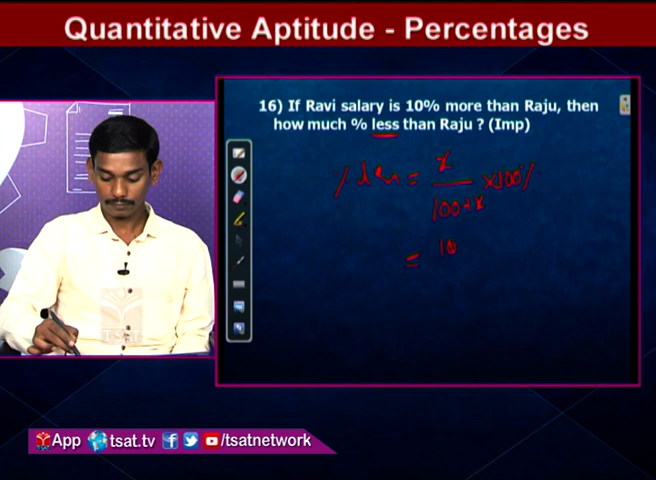 Quantitative Aptitude - Percentages
16) If Ravi salary is 10% more than Raju, then
how much % less than Raju ? (Imp)
% less = x / 100+x ×100%
= 10
TSAT
App tsat.tv /tsatnetwork